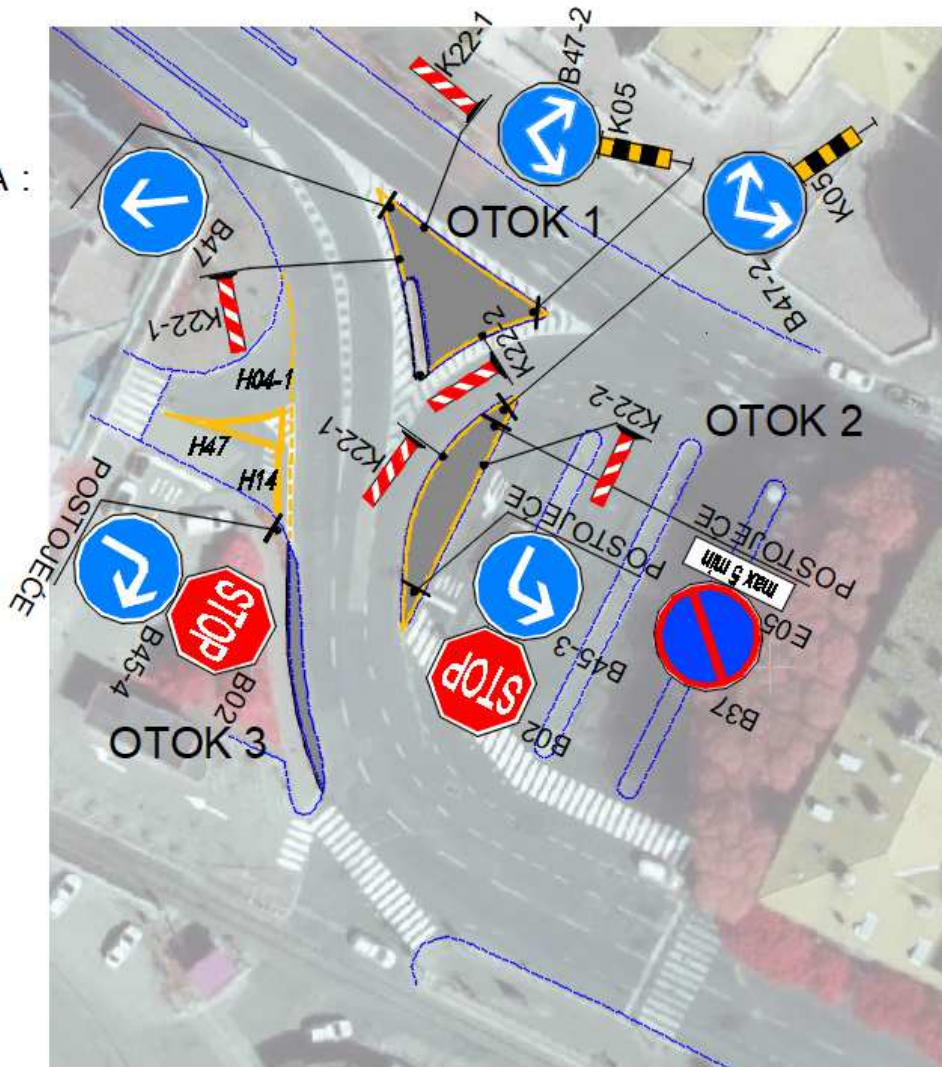 K22-1
B47-2
K05
A :
OTOK 1
K05
B47
B47-2
K22-1
K22-2
H04-1
K22-1
K22-2
OTOK 2
H47
H14
POSTOJEĆE
POSTOJEĆE
POSTOJEĆE
max 5 min
STOP
STOP
E05
B45-4
B02
B45-3
B37
B02
OTOK 3